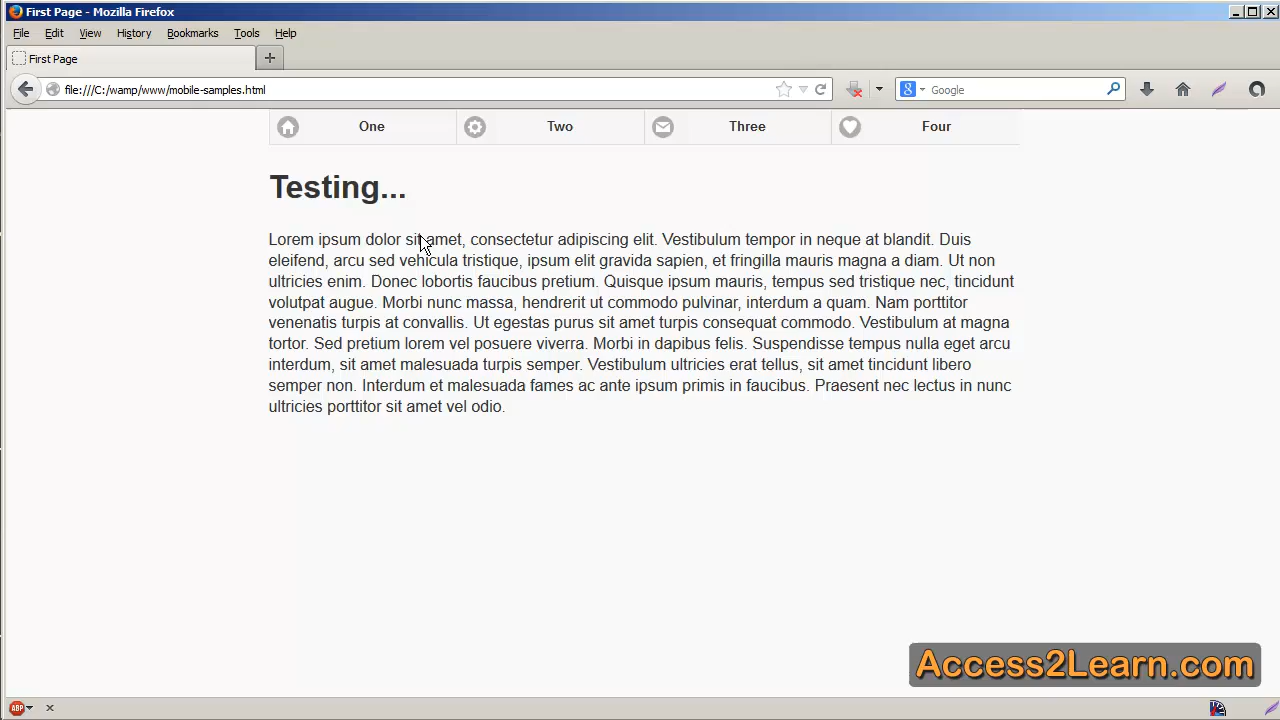 First Page - Mozilla Firefox
File Edit View History Bookmarks Tools Help
First Page
file:///C:/wamp/www/mobile-samples.html
Google
One Two Three Four
Testing...
Lorem ipsum dolor sit amet, consectetur adipiscing elit. Vestibulum tempor in neque at blandit. Duis
eleifend, arcu sed vehicula tristique, ipsum elit gravida sapien, et fringilla mauris magna a diam. Ut non
ultricies enim. Donec lobortis faucibus pretium. Quisque ipsum mauris, tempus sed tristique nec, tincidunt
volutpat augue. Morbi nunc massa, hendrerit ut commodo pulvinar, interdum a quam. Nam porttitor
venenatis turpis at convallis. Ut egestas purus sit amet turpis consequat commodo. Vestibulum at magna
tortor. Sed pretium lorem vel posuere viverra. Morbi in dapibus felis. Suspendisse tempus nulla eget arcu
interdum, sit amet malesuada turpis semper. Vestibulum ultricies erat tellus, sit amet tincidunt libero
semper non. Interdum et malesuada fames ac ante ipsum primis in faucibus. Praesent nec lectus in nunc
ultricies porttitor sit amet vel odio.
Access2Learn.com
ABP